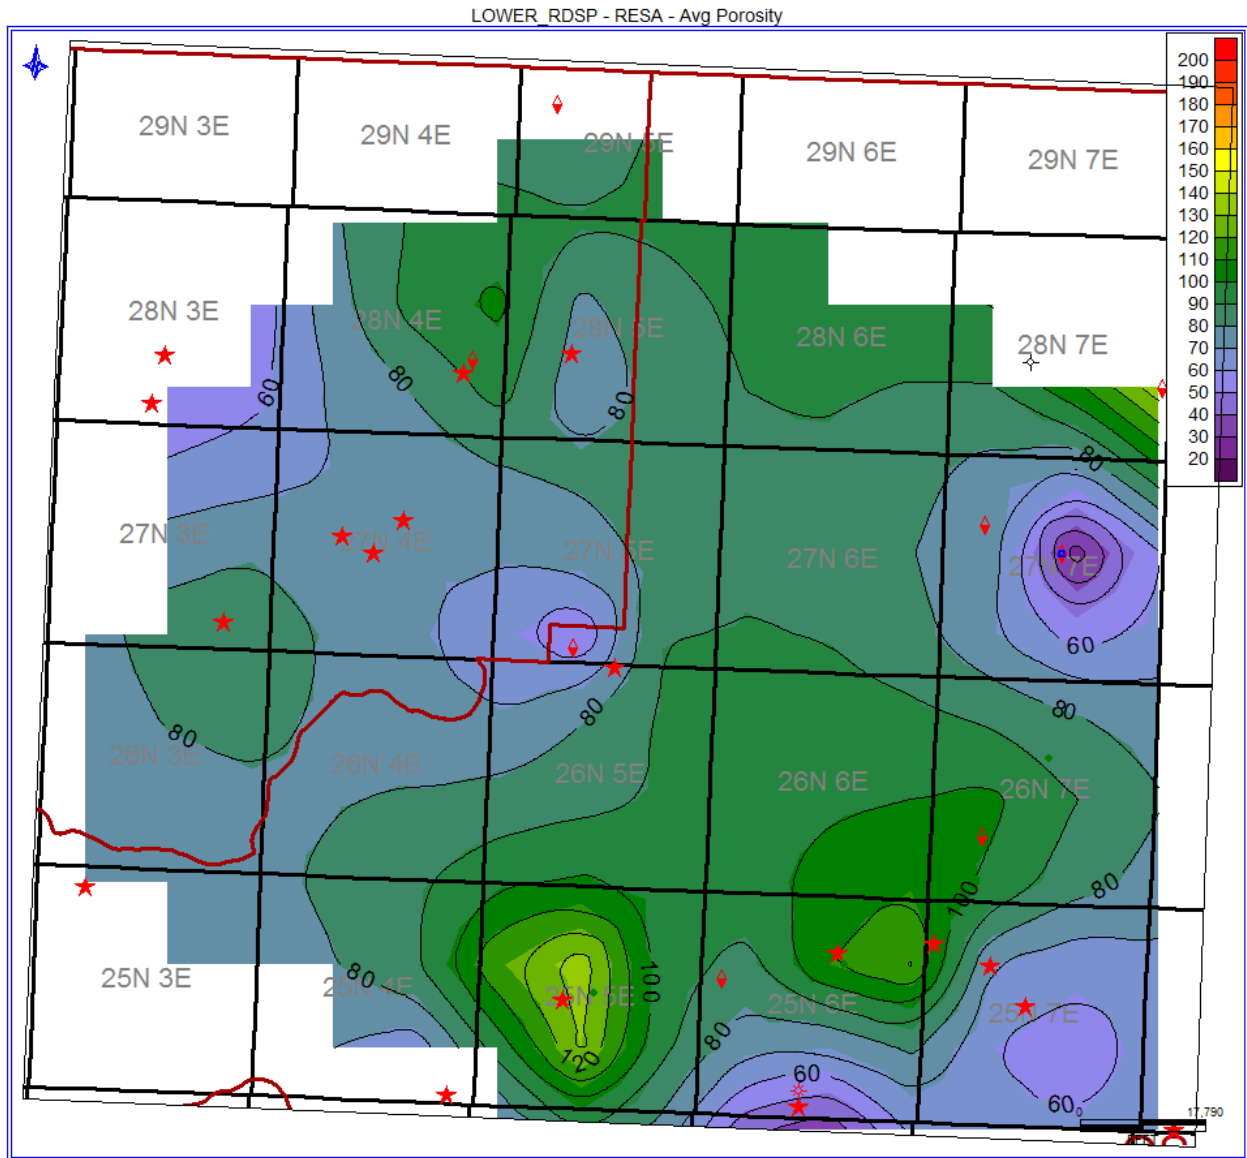 LOWER_RDSP - RESA - Avg Porosity
200
190
180
170
160
150
140
130
120
110
100
90
80
70
60
50
40
30
20
29N 3E
29N 4E
29N 5E
29N 6E
29N 7E
28N 3E
28N 4E
28N 5E
28N 6E
28N 7E
60
80
80
80
27N 3E
27N 4E
27N 5E
27N 6E
27N 7E
60
80
80
80
26N 3E
26N 4E
26N 5E
26N 6E
26N 7E
100
80
25N 3E
80
25N 4E
25N 5E
100
25N 6E
25N 7E
80
120
60
60
0
17,790